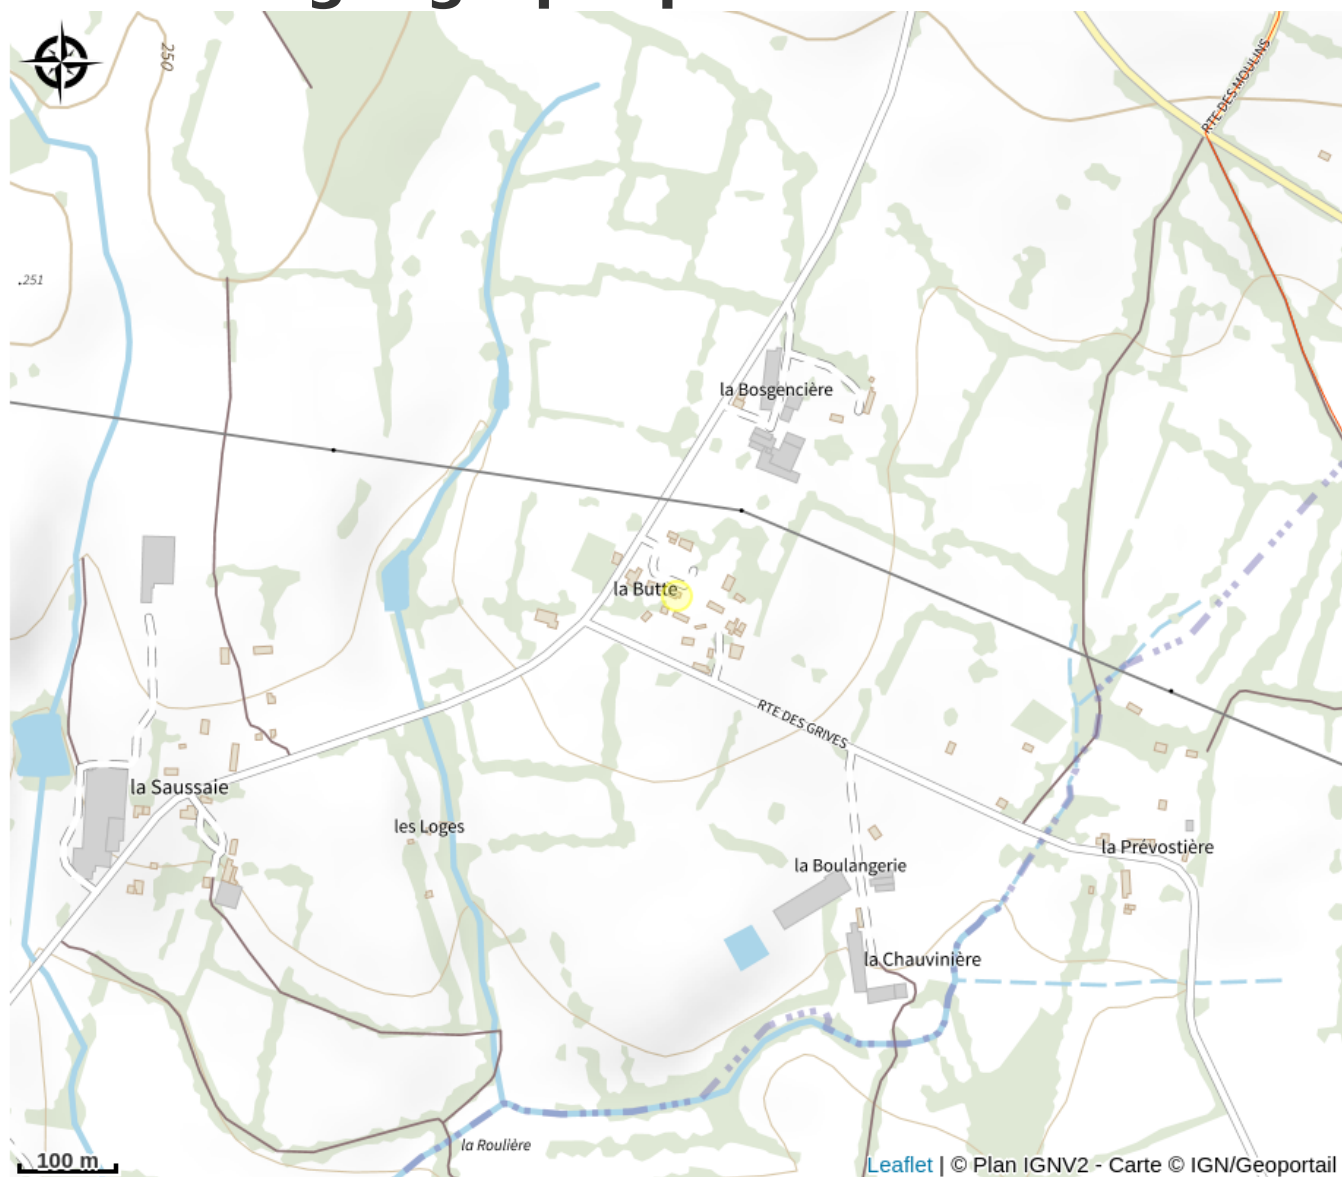 250
RTE DES MOULINS
.251
la Bosgencière
la Butte
RTE DES GRIVES
la Saussaie
les Loges
la Prévostière
la Boulangerie
la Chauvinière
la Roulière
100 m
Leaflet | © Plan IGNV2 - Carte © IGN/Geoportail